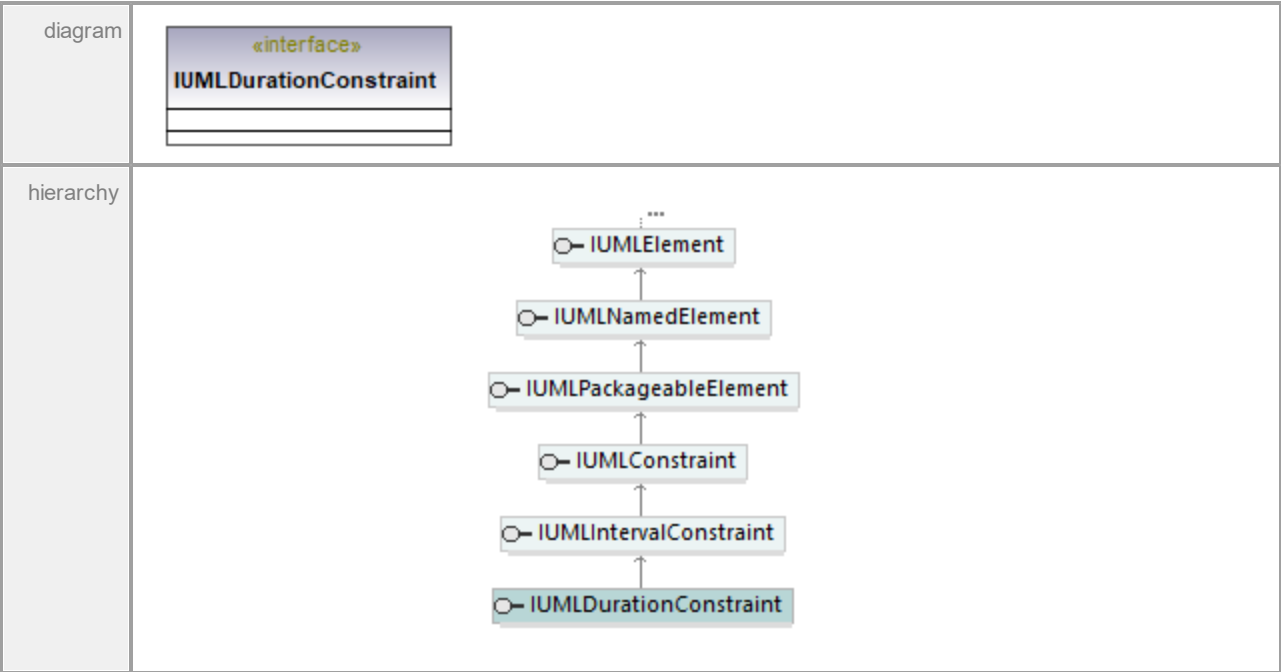 diagram
«interface»
IUMLDurationConstraint
hierarchy
...
IUMLElement
IUMLNamedElement
IUMLPackageableElement
IUMLConstraint
IUMLIntervalConstraint
IUMLDurationConstraint